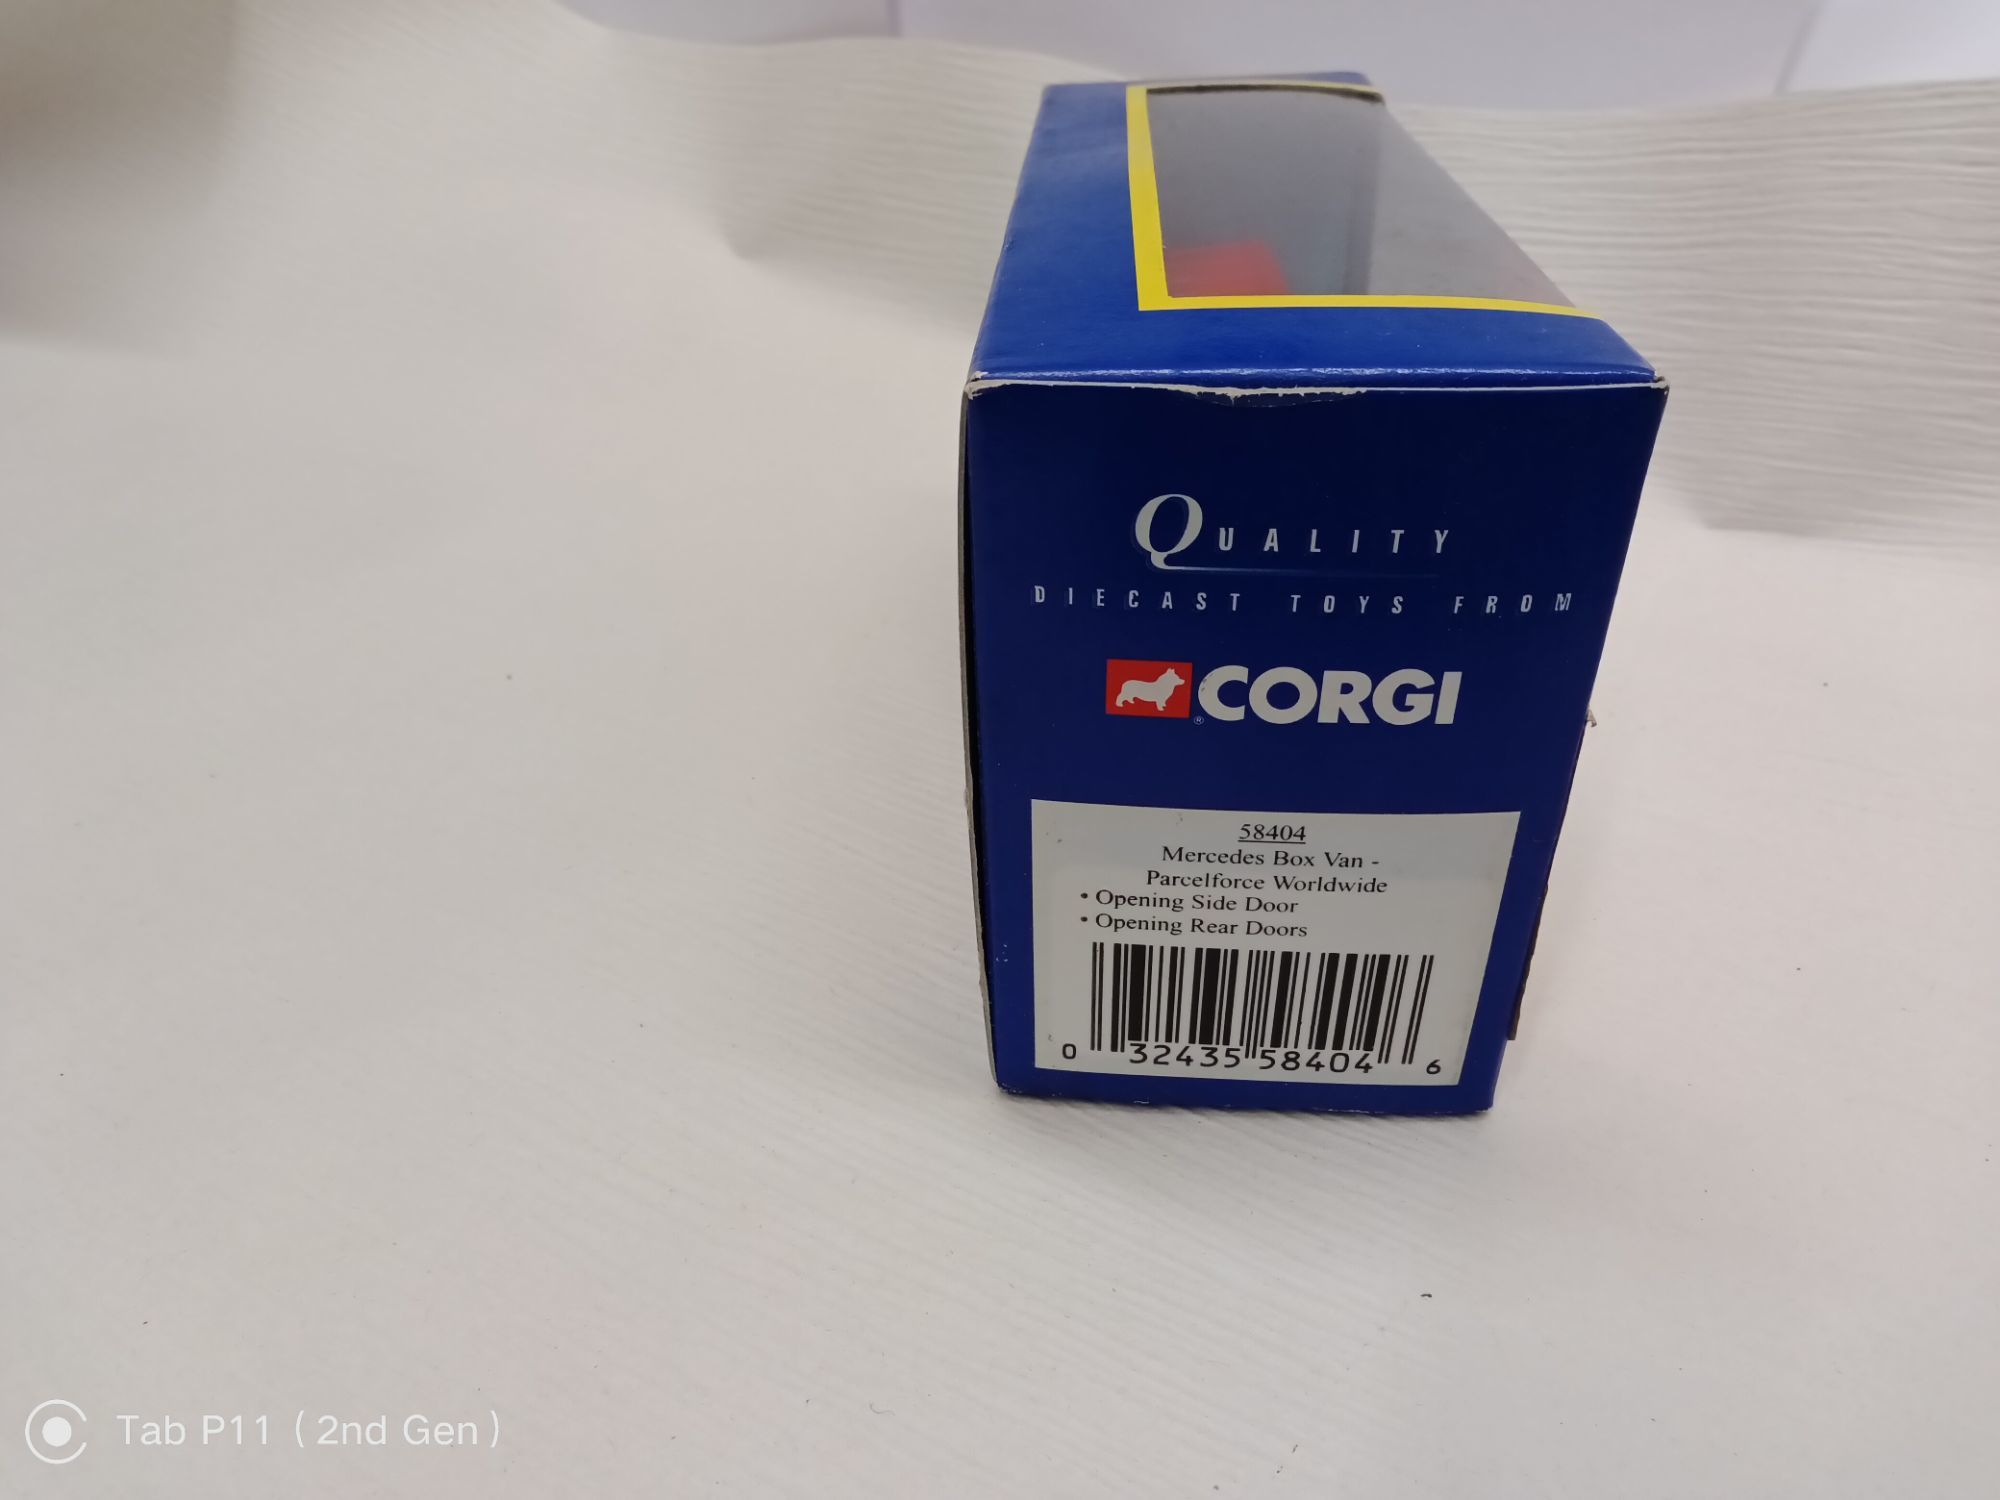 QUALITY
DIECAST TOYS FROM
®CORGI
58404
Mercedes Box Van -
Parcelforce Worldwide
• Opening Side Door
• Opening Rear Doors
0 32435 58404 6
Tab P11 (2nd Gen)